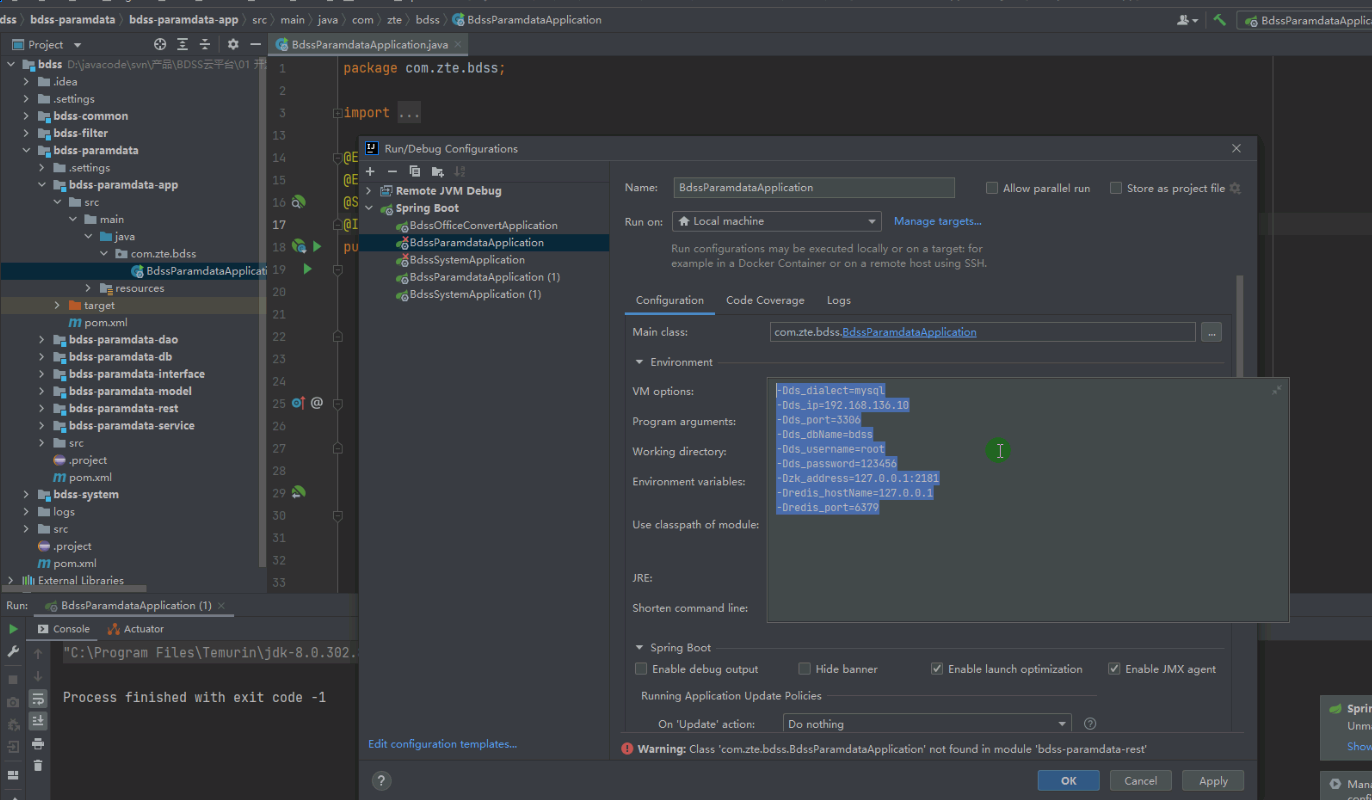 dss bdss-paramdata bdss-paramdata-app src main java com zte bdss BdssParamdataApplication
Project
BdssParamdataApplication.java
bdss D:\javacode\svn\产品\BDSS云平台\01
.idea
.settings
bdss-common
bdss-filter
bdss-paramdata
.settings
bdss-paramdata-app
src
main
java
com.zte.bdss
BdssParamdataApplicati
resources
target
pom.xml
bdss-paramdata-dao
bdss-paramdata-db
bdss-paramdata-interface
bdss-paramdata-model
bdss-paramdata-rest
bdss-paramdata-service
src
.project
pom.xml
bdss-system
logs
src
.project
pom.xml
External Libraries
1 package com.zte.bdss;
2
3 import ...
13
14 @E
15 @E
16 @S
17 @I
18 pu
19
20
21
22
23
24
25 @
26
27
28
29
30
31
32
33
Run/Debug Configurations
Remote JVM Debug
Spring Boot
BdssOfficeConvertApplication
BdssParamdataApplication
BdssSystemApplication
BdssParamdataApplication (1)
BdssSystemApplication (1)
Edit configuration templates...
Name: BdssParamdataApplication Allow parallel run Store as project file
Run on: Local machine Manage targets...
Run configurations may be executed locally or on a target: for
example in a Docker Container or on a remote host using SSH.
Configuration Code Coverage Logs
Main class: com.zte.bdss.BdssParamdataApplication ...
Environment
VM options:
Program arguments:
Working directory:
Environment variables:
Use classpath of module:
JRE:
Shorten command line:
-Dds_dialect=mysql
-Dds_ip=192.168.136.10
-Dds_port=3306
-Dds_dbName=bdss
-Dds_username=root
-Dds_password=123456
-Dzk_address=127.0.0.1:2181
-Dredis_hostName=127.0.0.1
-Dredis_port=6379
Spring Boot
Enable debug output Hide banner Enable launch optimization Enable JMX agent
Running Application Update Policies
On 'Update' action: Do nothing ?
Warning: Class 'com.zte.bdss.BdssParamdataApplication' not found in module 'bdss-paramdata-rest'
? OK Cancel Apply
Run: BdssParamdataApplication (1)
Console Actuator
"C:\Program Files\Temurin\jdk-8.0.302.
Process finished with exit code -1
BdssParamdataApplic
Sprin
Unma
Show
Mana